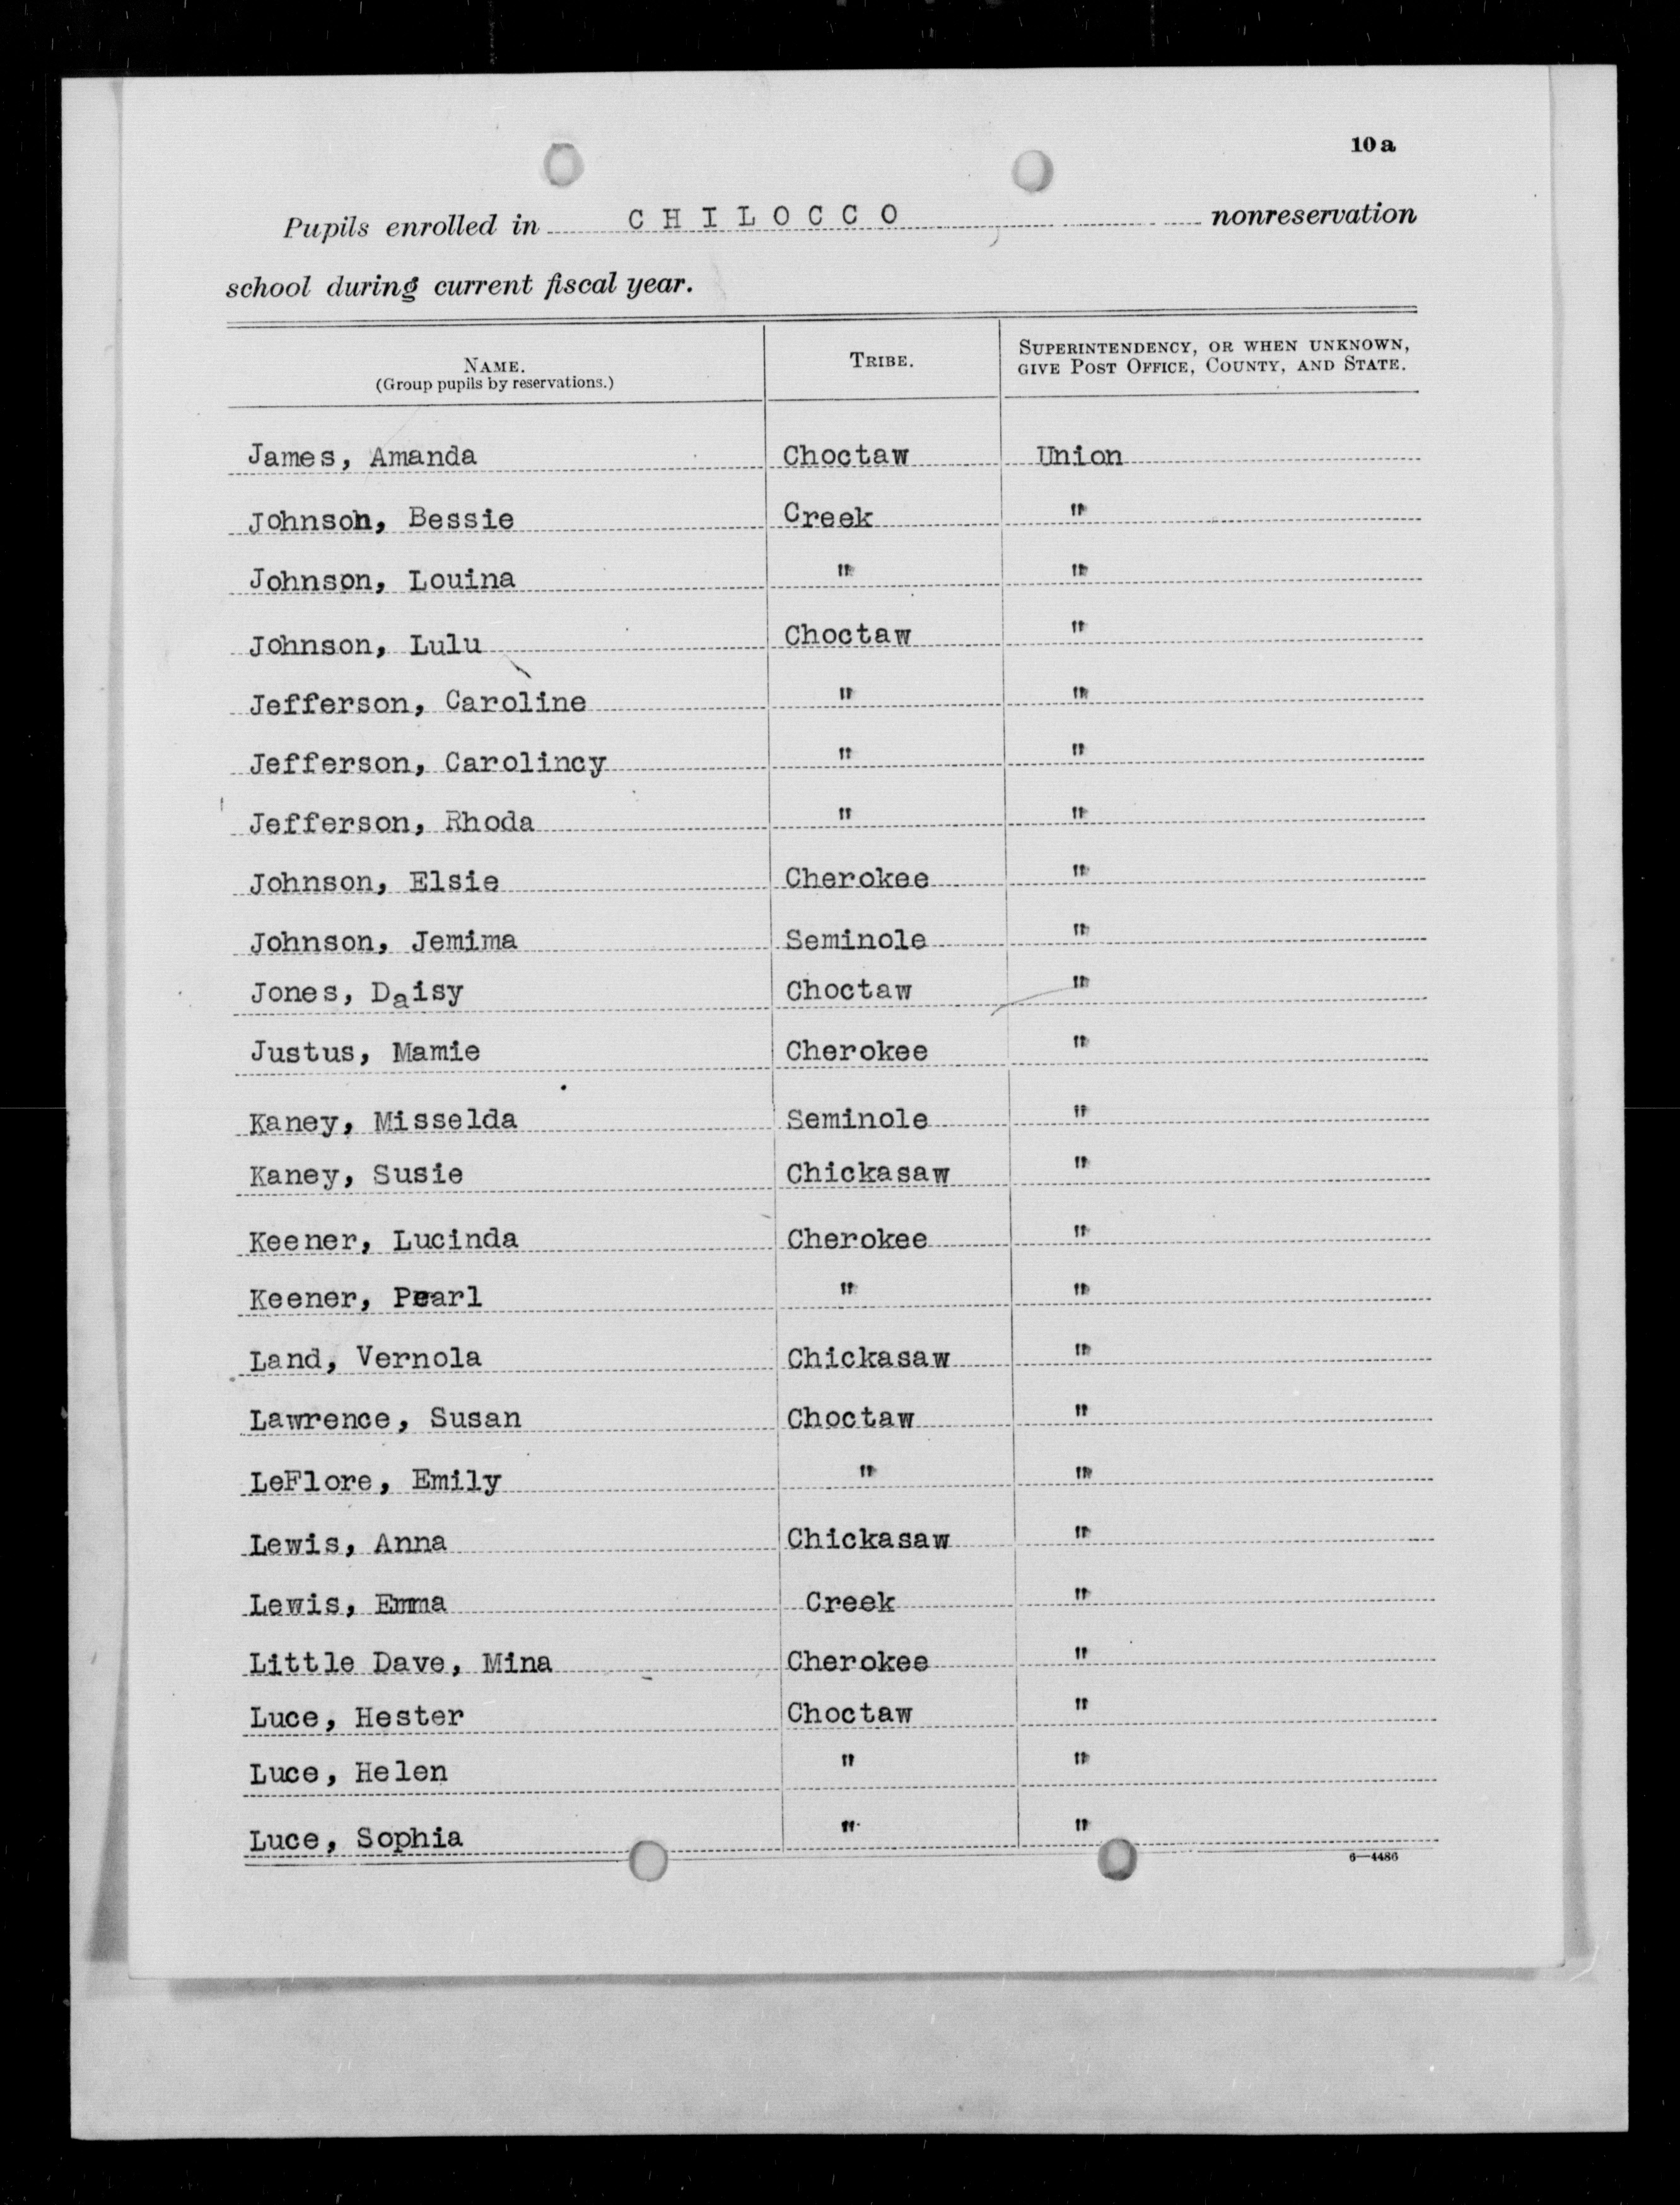 10 a
Pupils enrolled in CHILOCCO nonreservation
school during current fiscal year.
NAME. (Group pupils by reservations.) TRIBE. SUPERINTENDENCY, OR WHEN UNKNOWN, GIVE POST OFFICE, COUNTY, AND STATE.
James, Amanda Choctaw Union
Johnson, Bessie Creek "
Johnson, Louina " "
Johnson, Lulu Choctaw "
Jefferson, Caroline " "
Jefferson, Carolincy " "
Jefferson, Rhoda " "
Johnson, Elsie Cherokee "
Johnson, Jemima Seminole "
Jones, Daisy Choctaw "
Justus, Mamie Cherokee "
Kaney, Misselda Seminole "
Kaney, Susie Chickasaw "
Keener, Lucinda Cherokee "
Keener, Pearl " "
Land, Vernola Chickasaw "
Lawrence, Susan Choctaw "
LeFlore, Emily " "
Lewis, Anna Chickasaw "
Lewis, Emma Creek "
Little Dave, Mina Cherokee "
Luce, Hester Choctaw "
Luce, Helen " "
Luce, Sophia " "
6—4486